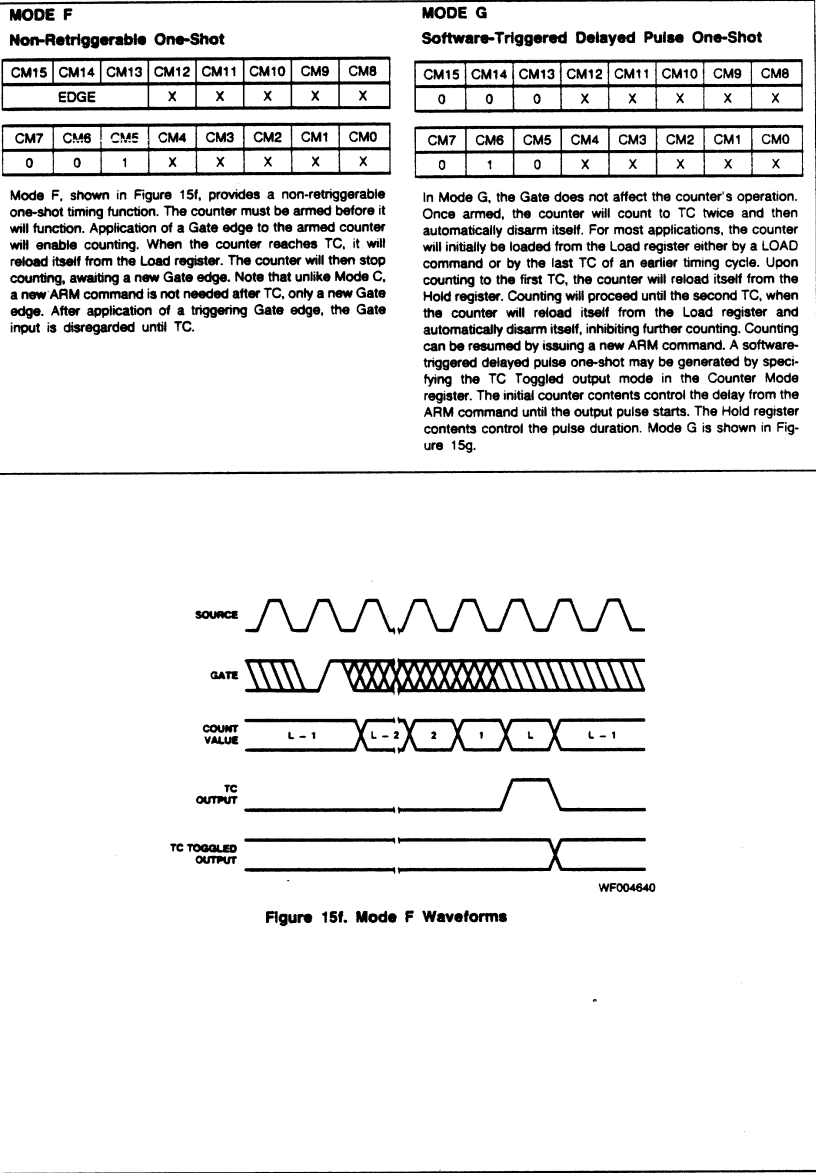 MODE F
Non-Retriggerable One-Shot
CM15 CM14 CM13 CM12 CM11 CM10 CM9 CM8
EDGE X X X X X
CM7 CM6 CM5 CM4 CM3 CM2 CM1 CM0
0 0 1 X X X X X
Mode F, shown in Figure 15f, provides a non-retriggerable
one-shot timing function. The counter must be armed before it
will function. Application of a Gate edge to the armed counter
will enable counting. When the counter reaches TC, it will
reload itself from the Load register. The counter will then stop
counting, awaiting a new Gate edge. Note that unlike Mode C,
a new ARM command is not needed after TC, only a new Gate
edge. After application of a triggering Gate edge, the Gate
input is disregarded until TC.
MODE G
Software-Triggered Delayed Pulse One-Shot
CM15 CM14 CM13 CM12 CM11 CM10 CM9 CM8
0 0 0 X X X X X
CM7 CM6 CM5 CM4 CM3 CM2 CM1 CM0
0 1 0 X X X X X
In Mode G, the Gate does not affect the counter's operation.
Once armed, the counter will count to TC twice and then
automatically disarm itself. For most applications, the counter
will initially be loaded from the Load register either by a LOAD
command or by the last TC of an earlier timing cycle. Upon
counting to the first TC, the counter will reload itself from the
Hold register. Counting will proceed until the second TC, when
the counter will reload itself from the Load register and
automatically disarm itself, inhibiting further counting. Counting
can be resumed by issuing a new ARM command. A software-
triggered delayed pulse one-shot may be generated by speci-
fying the TC Toggled output mode in the Counter Mode
register. The initial counter contents control the delay from the
ARM command until the output pulse starts. The Hold register
contents control the pulse duration. Mode G is shown in Fig-
ure 15g.
SOURCE
GATE
COUNT
VALUE
L – 1 L – 2 2 1 L L – 1
TC
OUTPUT
TC TOGGLED
OUTPUT
WF004640
Figure 15f. Mode F Waveforms